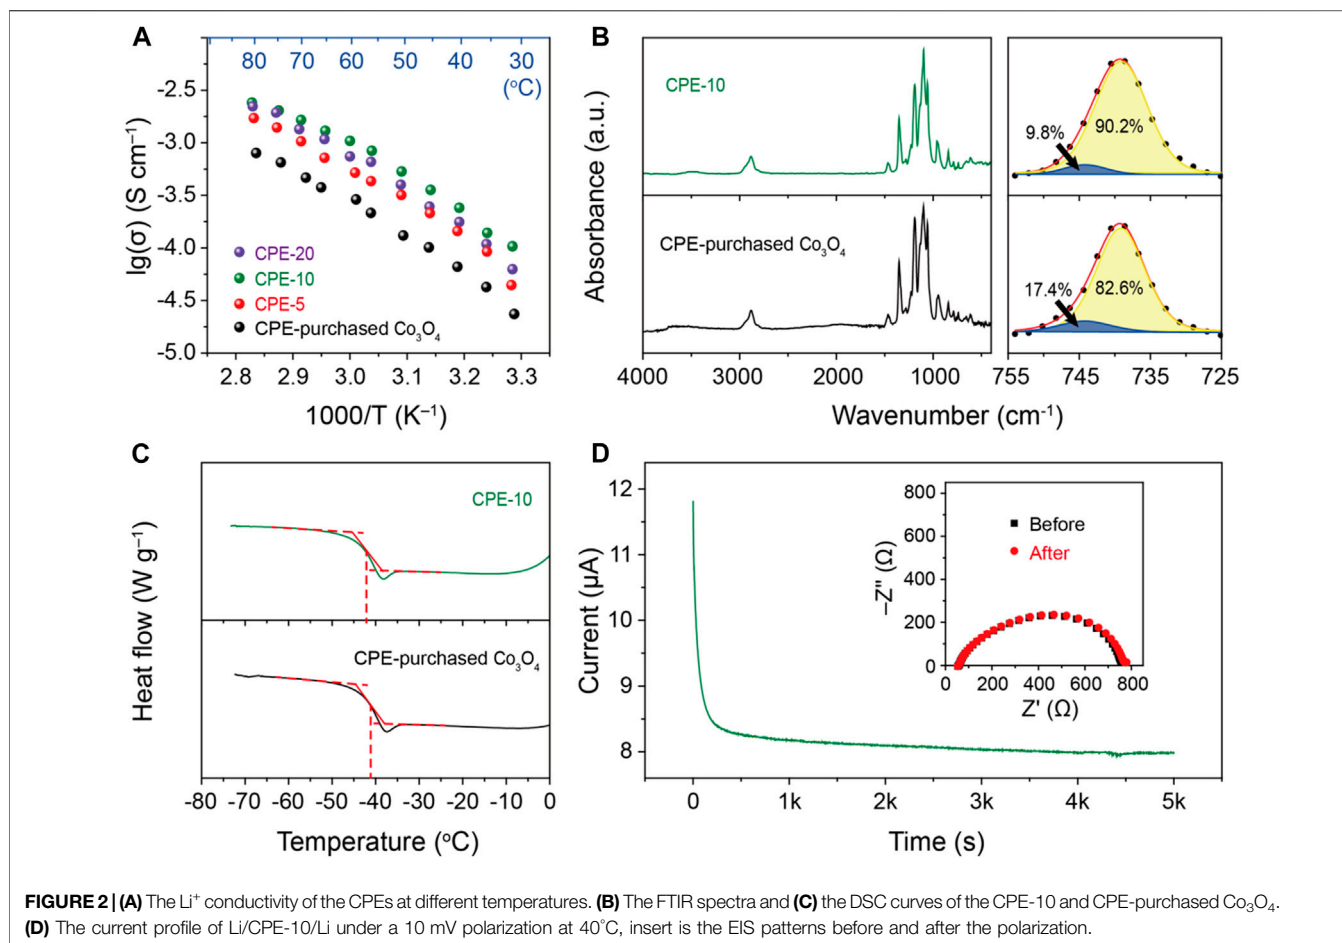 A
80 70 60 50 40 30
(°C)
-2.5
-3.0
-3.5
-4.0
-4.5
-5.0
lg(σ) (S cm⁻¹)
CPE-20
CPE-10
CPE-5
CPE-purchased Co₃O₄
2.8 2.9 3.0 3.1 3.2 3.3
1000/T (K⁻¹)
B
Absorbance (a.u.)
CPE-10
9.8%
90.2%
CPE-purchased Co₃O₄
17.4%
82.6%
4000 3000 2000 1000 755 745 735 725
Wavenumber (cm⁻¹)
C
Heat flow (W g⁻¹)
CPE-10
CPE-purchased Co₃O₄
-80 -70 -60 -50 -40 -30 -20 -10 0
Temperature (°C)
D
12
11
10
9
8
Current (μA)
800
600
400
200
0
–Z" (Ω)
Before
After
0 200 400 600 800
Z' (Ω)
0 1k 2k 3k 4k 5k
Time (s)
FIGURE 2 | (A) The Li⁺ conductivity of the CPEs at different temperatures. (B) The FTIR spectra and (C) the DSC curves of the CPE-10 and CPE-purchased Co₃O₄.
(D) The current profile of Li/CPE-10/Li under a 10 mV polarization at 40°C, insert is the EIS patterns before and after the polarization.